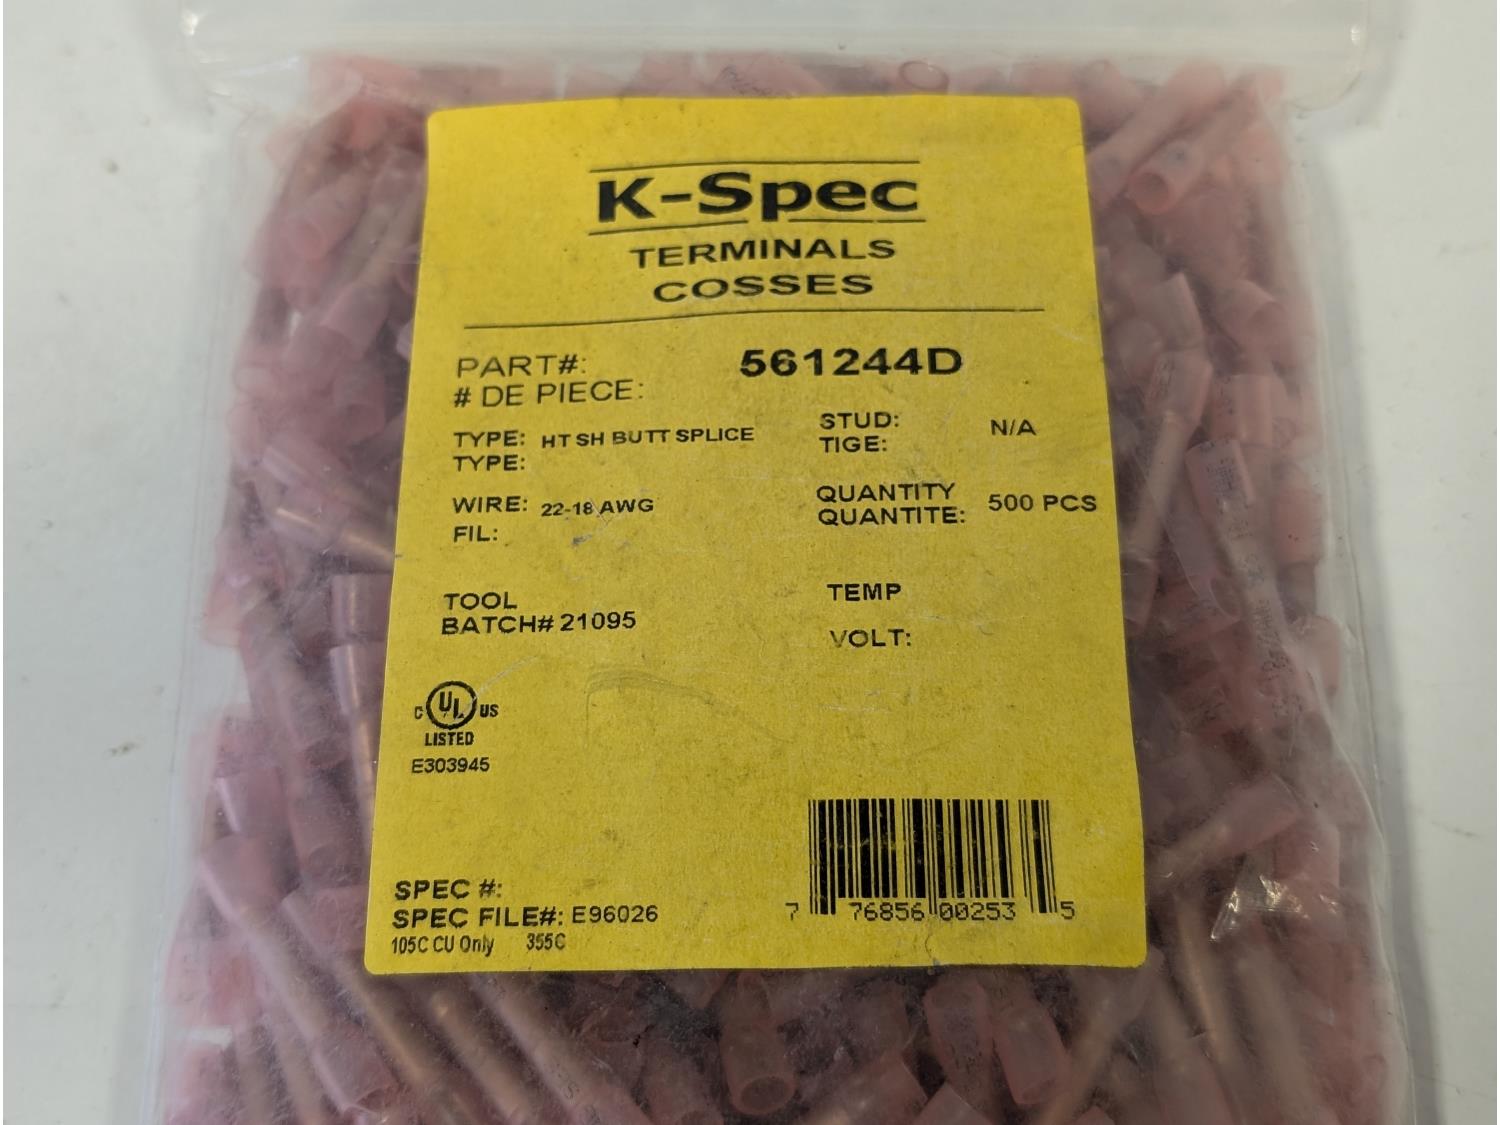 K-Spec
TERMINALS
COSSES
PART#: 561244D
# DE PIECE:
TYPE: HT SH BUTT SPLICE
TYPE:
STUD: N/A
TIGE:
WIRE: 22-18 AWG
FIL:
QUANTITY 500 PCS
QUANTITE:
TOOL
BATCH# 21095
TEMP
VOLT:
C UL US
LISTED
E303945
SPEC #:
SPEC FILE#: E96026
105C CU Only 355C
7 76856 00253 5